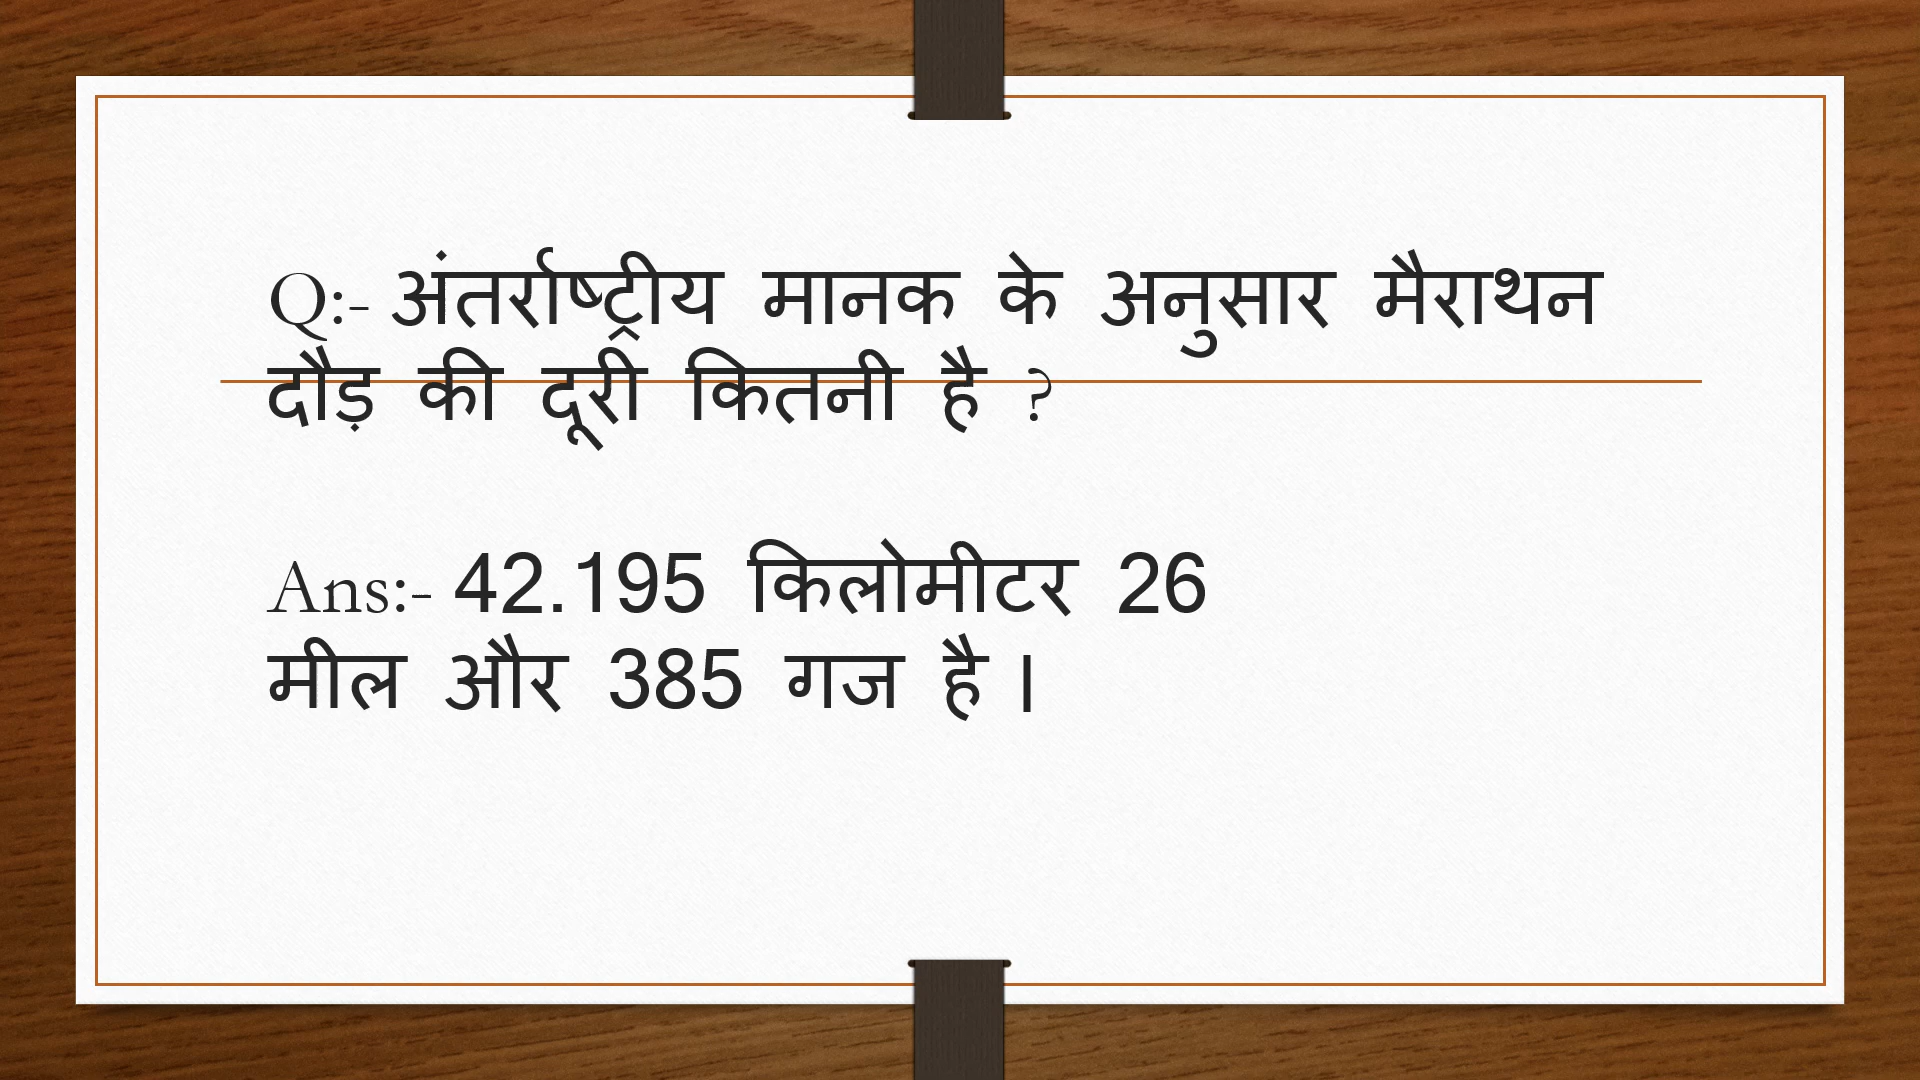 Q:- अंतर्राष्ट्रीय मानक के अनुसार मैराथन
दौड़ की दूरी कितनी है ?
Ans:- 42.195 किलोमीटर 26
मील और 385 गज है ।